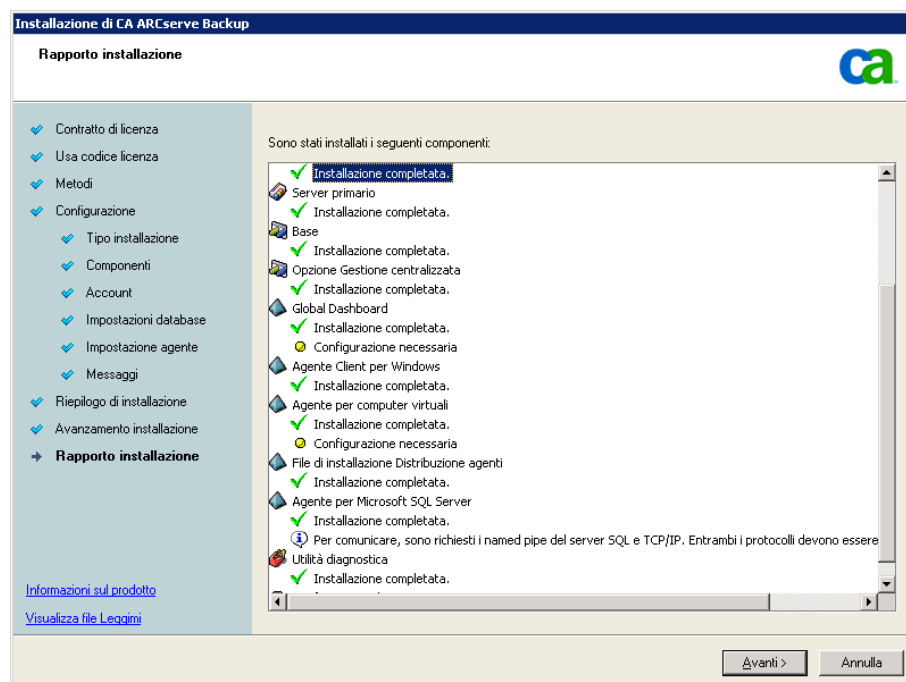 Installazione di CA ARCserve Backup
Rapporto installazione
ca
Contratto di licenza
Usa codice licenza
Metodi
Configurazione
Tipo installazione
Componenti
Account
Impostazioni database
Impostazione agente
Messaggi
Riepilogo di installazione
Avanzamento installazione
Rapporto installazione
Informazioni sul prodotto
Visualizza file Leggimi
Sono stati installati i seguenti componenti:
Installazione completata.
Server primario
Installazione completata.
Base
Installazione completata.
Opzione Gestione centralizzata
Installazione completata.
Global Dashboard
Installazione completata.
Configurazione necessaria
Agente Client per Windows
Installazione completata.
Agente per computer virtuali
Installazione completata.
Configurazione necessaria
File di installazione Distribuzione agenti
Installazione completata.
Agente per Microsoft SQL Server
Installazione completata.
Per comunicare, sono richiesti i named pipe del server SQL e TCP/IP. Entrambi i protocolli devono essere
Utilità diagnostica
Installazione completata.
Avanti >
Annulla